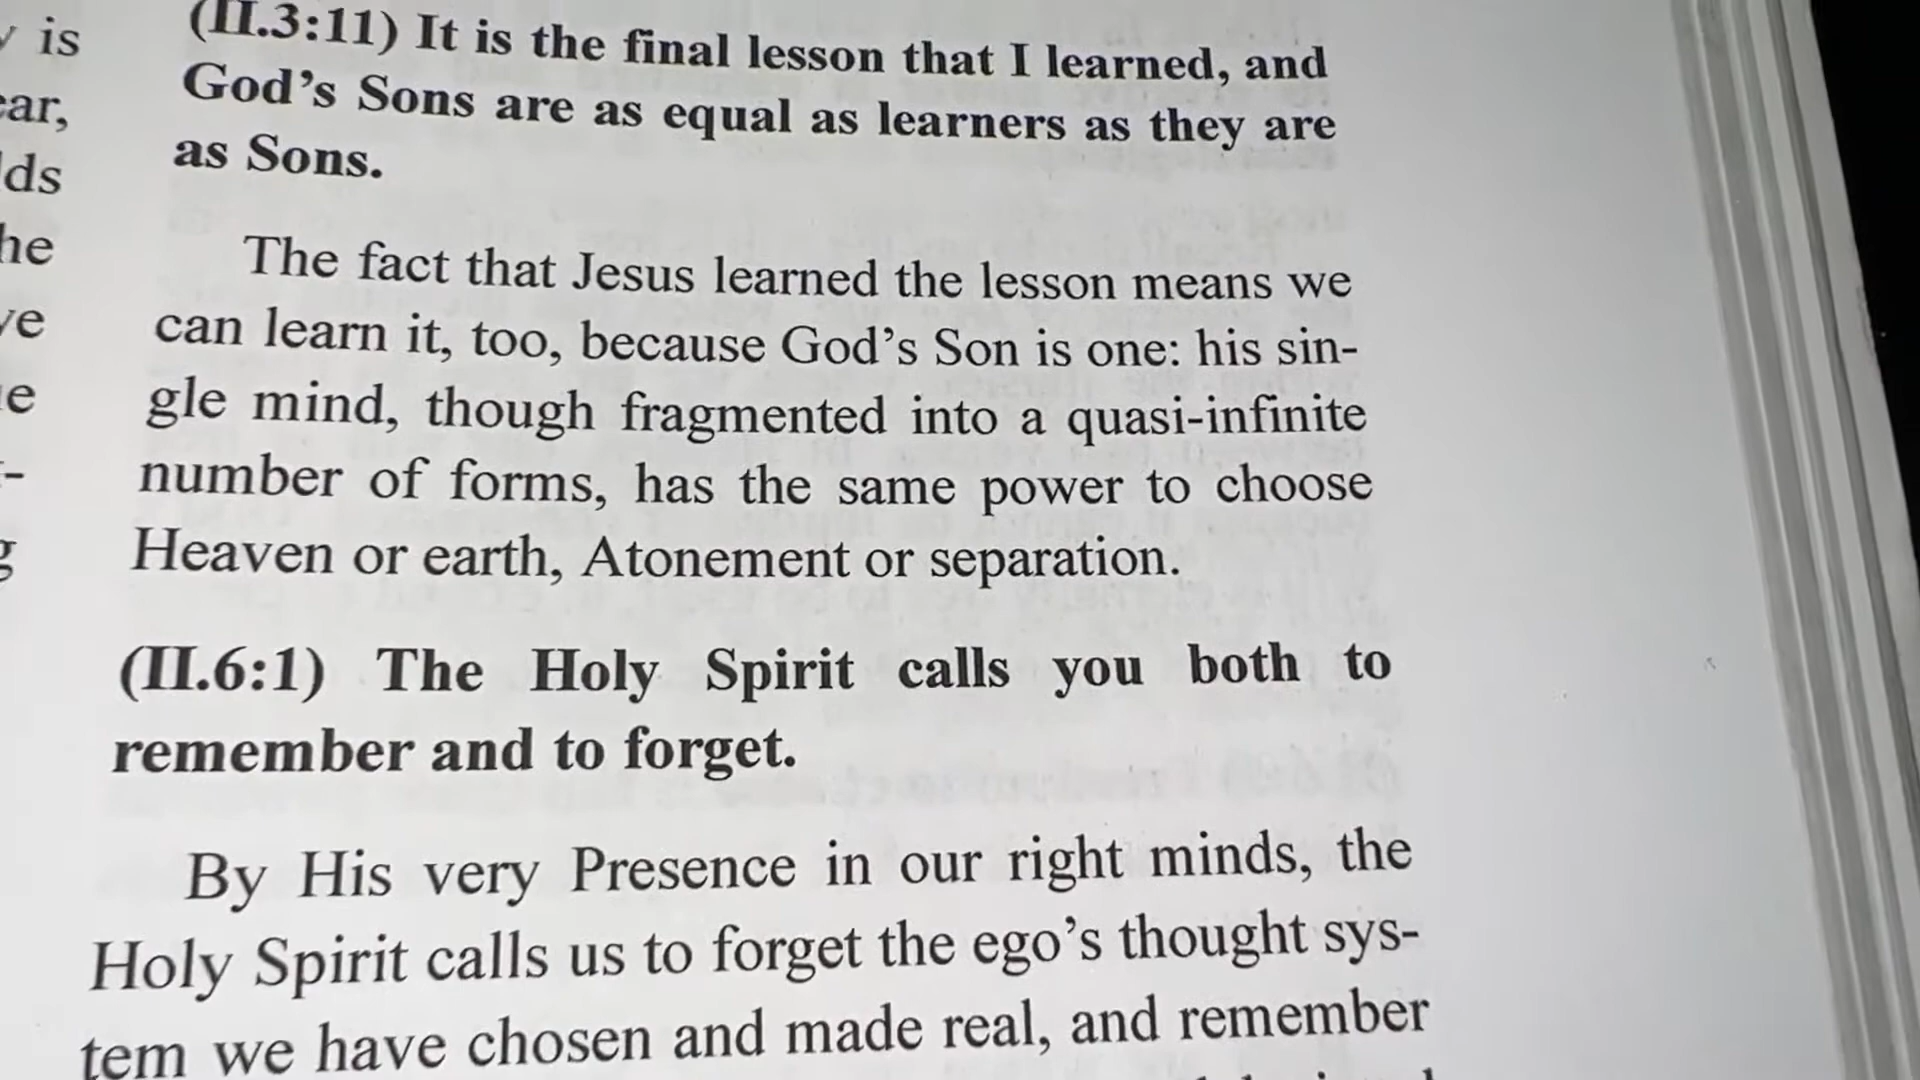 is
(II.3:11) It is the final lesson that I learned, and
God’s Sons are as equal as learners as they are
as Sons.
The fact that Jesus learned the lesson means we
can learn it, too, because God’s Son is one: his sin-
gle mind, though fragmented into a quasi-infinite
number of forms, has the same power to choose
Heaven or earth, Atonement or separation.
(II.6:1) The Holy Spirit calls you both to
remember and to forget.
By His very Presence in our right minds, the
Holy Spirit calls us to forget the ego’s thought sys-
tem we have chosen and made real, and remember